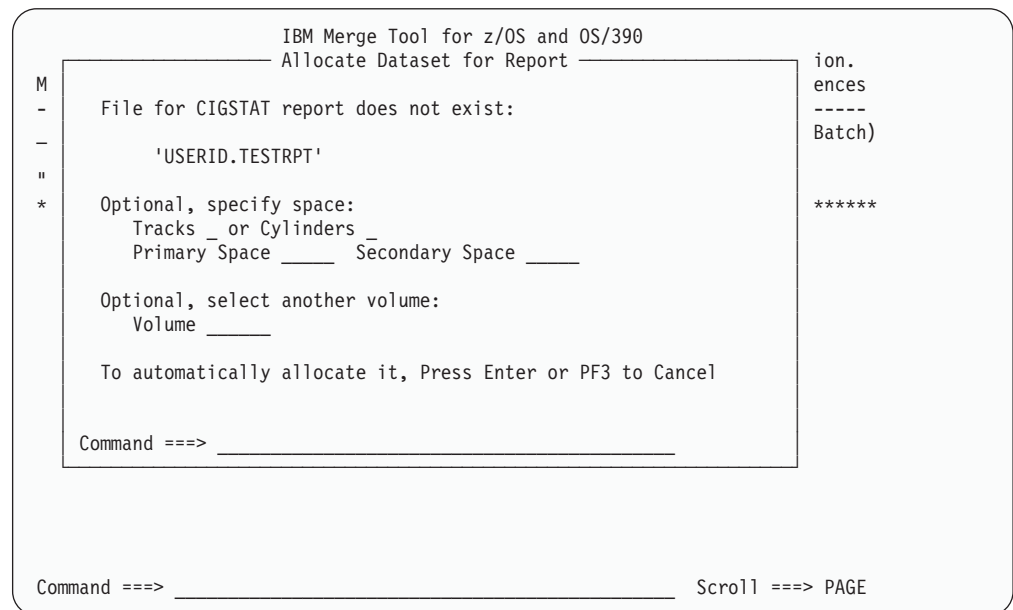 IBM Merge Tool for z/OS and OS/390
Allocate Dataset for Report ion.
M ences
- File for CIGSTAT report does not exist: -----
_ Batch)
'USERID.TESTRPT'
"
* Optional, specify space: ******
Tracks _ or Cylinders _
Primary Space _____ Secondary Space _____
Optional, select another volume:
Volume ______
To automatically allocate it, Press Enter or PF3 to Cancel
Command ===> ___________________________________________
Command ===> _______________________________________________ Scroll ===> PAGE